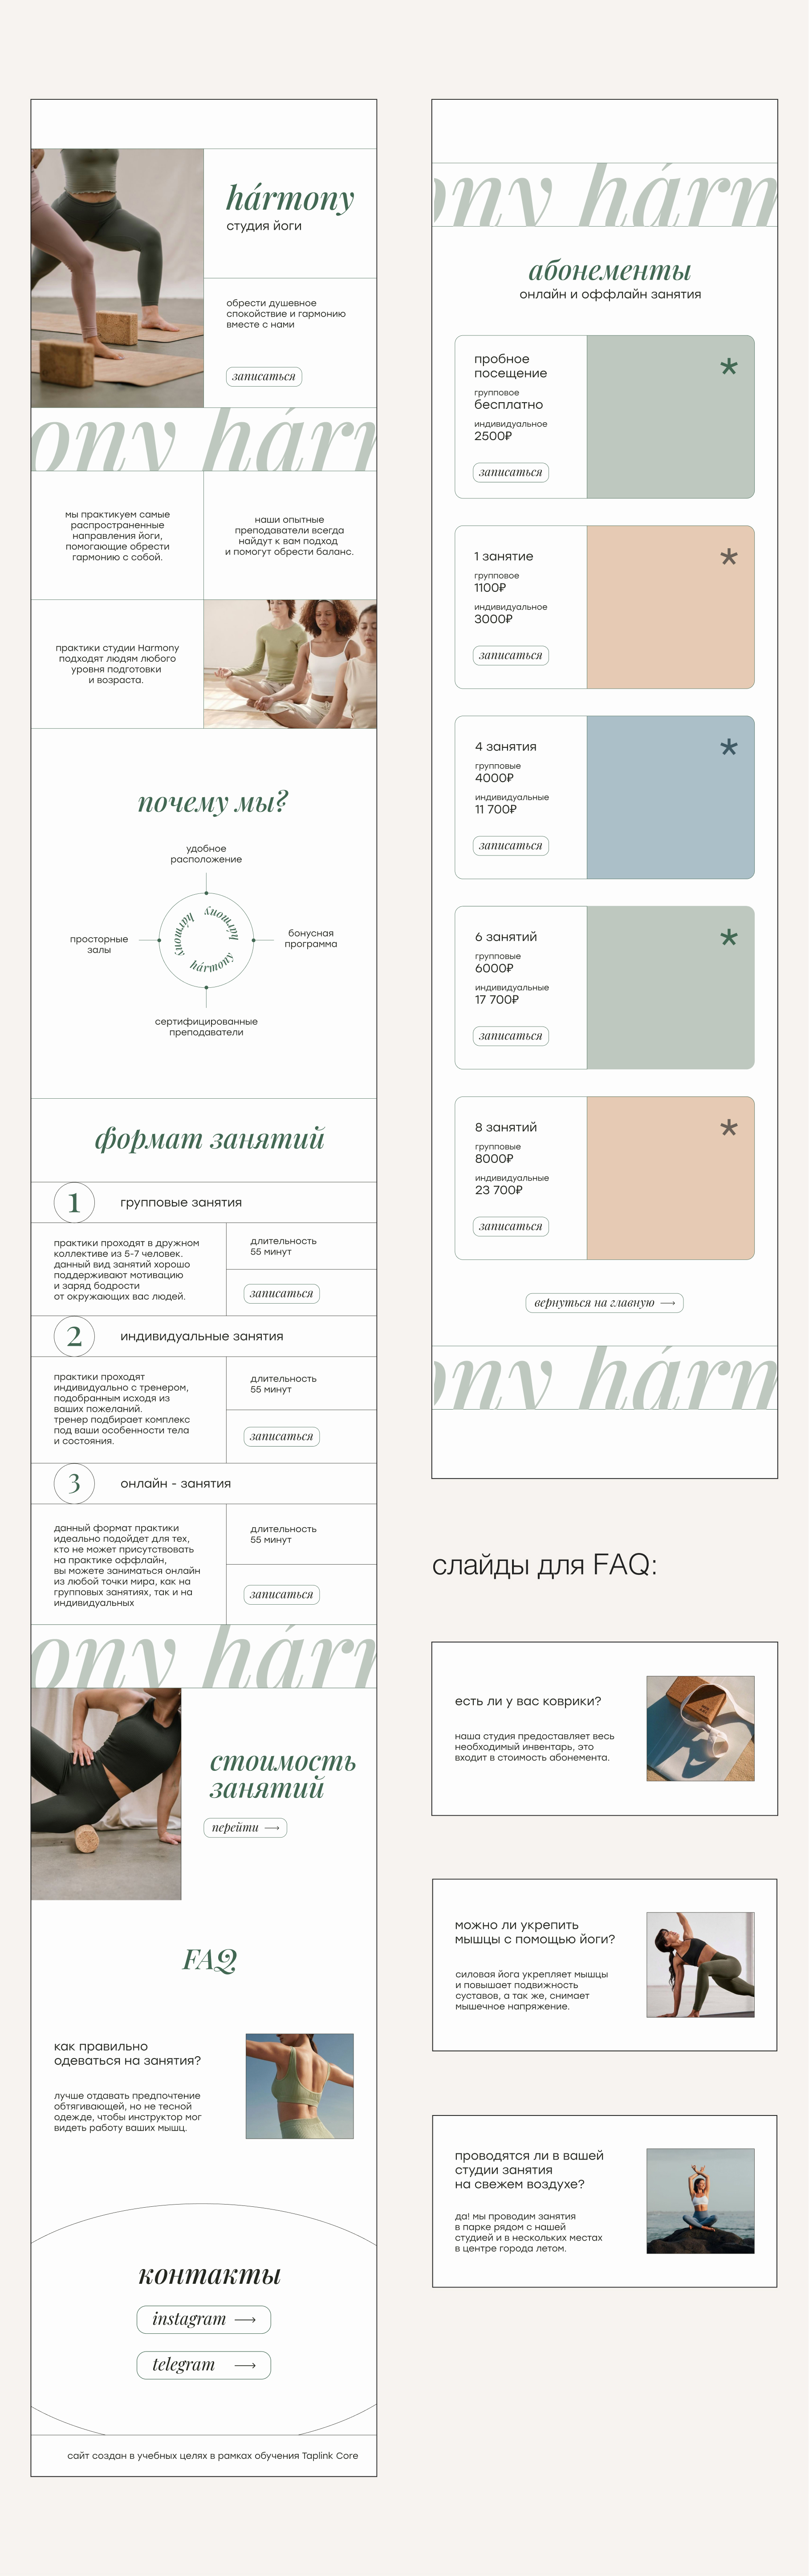 hármony
студия йоги
обрести душевное
спокойствие и гармонию
вместе с нами
записаться
ony hárm
мы практикуем самые
распространенные
направления йоги,
помогающие обрести
гармонию с собой.
наши опытные
преподаватели всегда
найдут к вам подход
и помогут обрести баланс.
практики студии Harmony
подходят людям любого
уровня подготовки
и возраста.
почему мы?
удобное
расположение
просторные
залы
hármony hármony hármony
бонусная
программа
сертифицированные
преподаватели
формат занятий
1
групповые занятия
практики проходят в дружном
коллективе из 5-7 человек.
данный вид занятий хорошо
поддерживают мотивацию
и заряд бодрости
от окружающих вас людей.
длительность
55 минут
записаться
2
индивидуальные занятия
практики проходят
индивидуально с тренером,
подобранным исходя из
ваших пожеланий.
тренер подбирает комплекс
под ваши особенности тела
и состояния.
длительность
55 минут
записаться
3
онлайн - занятия
данный формат практики
идеально подойдет для тех,
кто не может присутствовать
на практике оффлайн,
вы можете заниматься онлайн
из любой точки мира, как на
групповых занятиях, так и на
индивидуальных
длительность
55 минут
записаться
ony hárm
стоимость
занятий
перейти →
FAQ
как правильно
одеваться на занятия?
лучше отдавать предпочтение
обтягивающей, но не тесной
одежде, чтобы инструктор мог
видеть работу ваших мышц.
контакты
instagram →
telegram →
сайт создан в учебных целях в рамках обучения Taplink Core
ony hárm
абонементы
онлайн и оффлайн занятия
пробное
посещение
групповое
бесплатно
индивидуальное
2500₽
записаться
*
1 занятие
групповое
1100₽
индивидуальное
3000₽
записаться
*
4 занятия
групповые
4000₽
индивидуальные
11 700₽
записаться
*
6 занятий
групповые
6000₽
индивидуальные
17 700₽
записаться
*
8 занятий
групповые
8000₽
индивидуальные
23 700₽
записаться
*
вернуться на главную →
ony hárm
слайды для FAQ:
есть ли у вас коврики?
наша студия предоставляет весь
необходимый инвентарь, это
входит в стоимость абонемента.
можно ли укрепить
мышцы с помощью йоги?
силовая йога укрепляет мышцы
и повышает подвижность
суставов, а так же, снимает
мышечное напряжение.
проводятся ли в вашей
студии занятия
на свежем воздухе?
да! мы проводим занятия
в парке рядом с нашей
студией и в нескольких местах
в центре города летом.